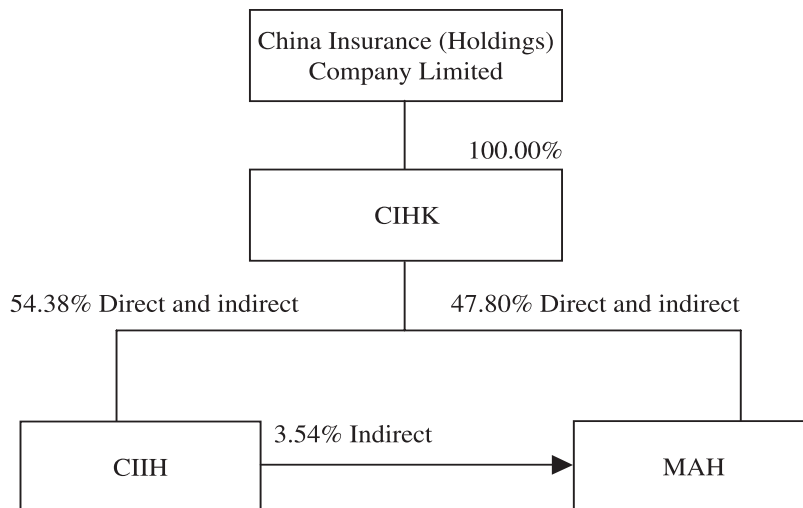 China Insurance (Holdings)
Company Limited
100.00%
CIHK
54.38% Direct and indirect
47.80% Direct and indirect
3.54% Indirect
CIIH
MAH